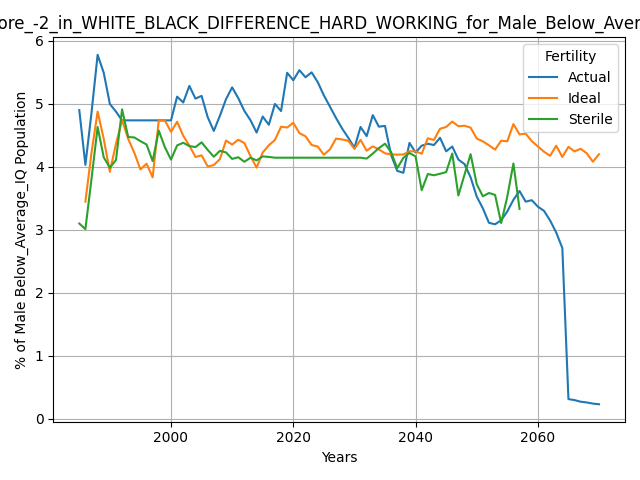 ore_-2_in_WHITE_BLACK_DIFFERENCE_HARD_WORKING_for_Male_Below_Aver
6
5
4
3
2
1
0
% of Male Below_Average_IQ Population
Fertility
Actual
Ideal
Sterile
2000
2020
2040
2060
Years